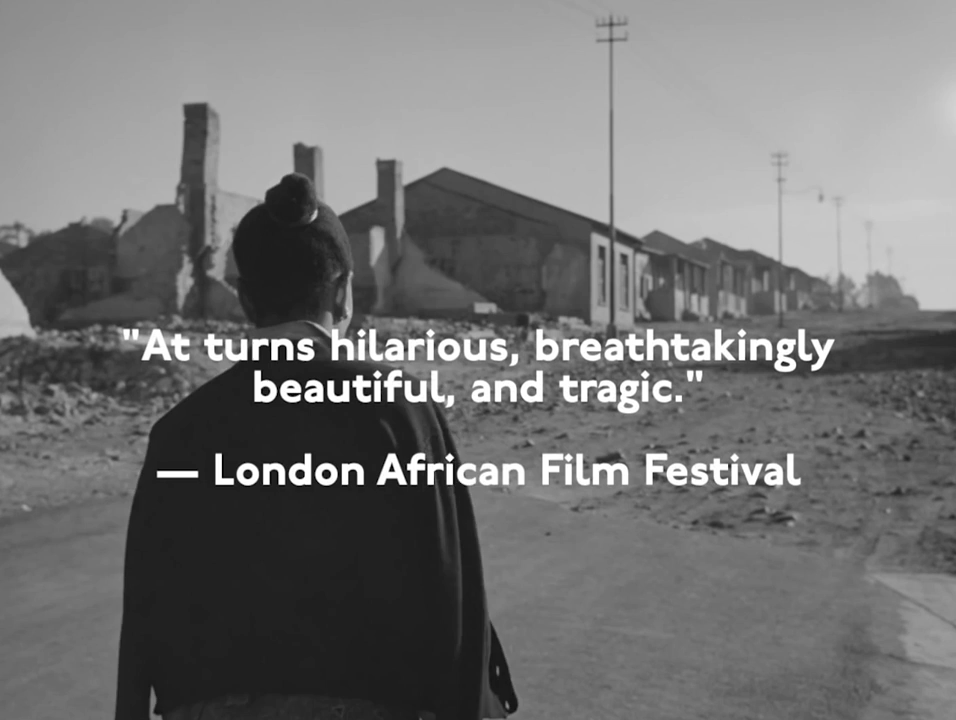 "At turns hilarious, breathtakingly
beautiful, and tragic."
— London African Film Festival